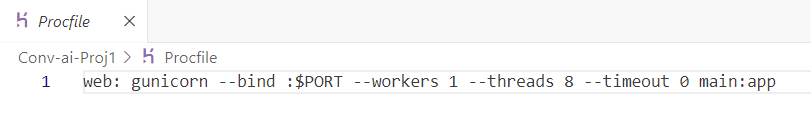 Procfile
Conv-ai-Proj1 > Procfile
1 web: gunicorn --bind :$PORT --workers 1 --threads 8 --timeout 0 main:app